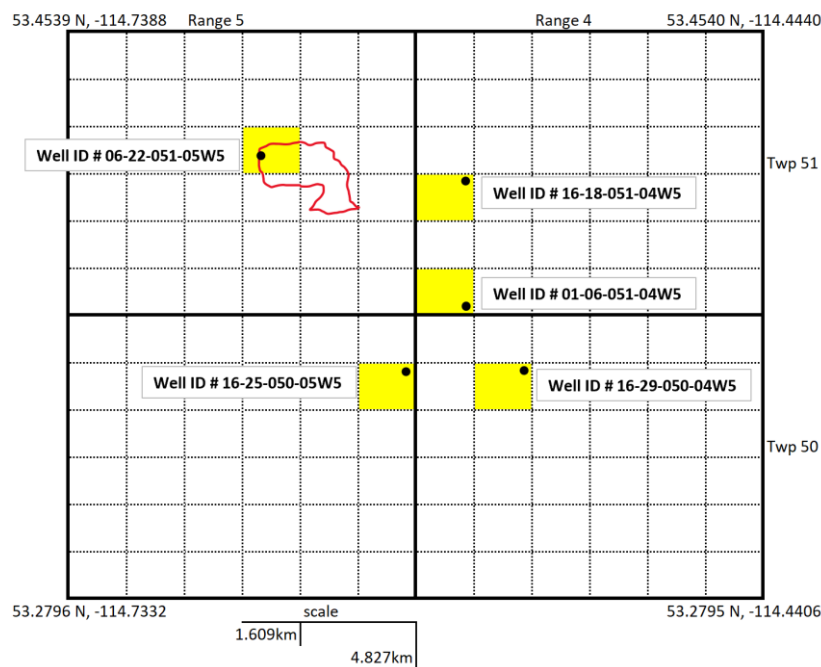 53.4539 N, -114.7388 Range 5 Range 4 53.4540 N, -114.4440
Well ID # 06-22-051-05W5
Twp 51
Well ID # 16-18-051-04W5
Well ID # 01-06-051-04W5
Well ID # 16-25-050-05W5
Well ID # 16-29-050-04W5
Twp 50
53.2796 N, -114.7332 scale 53.2795 N, -114.4406
1.609km
4.827km